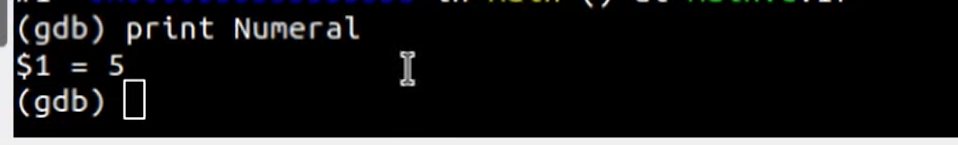 (gdb) print Numeral
$1 = 5
(gdb)